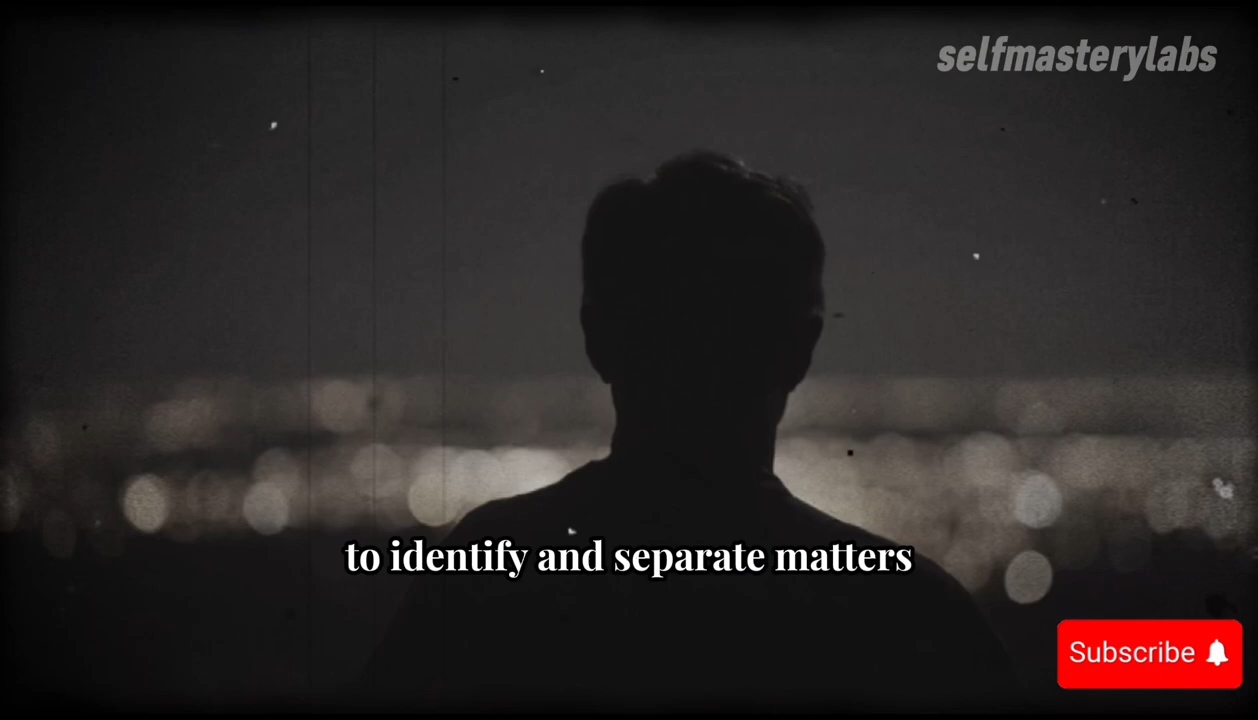 selfmasterylabs
to identify and separate matters
Subscribe